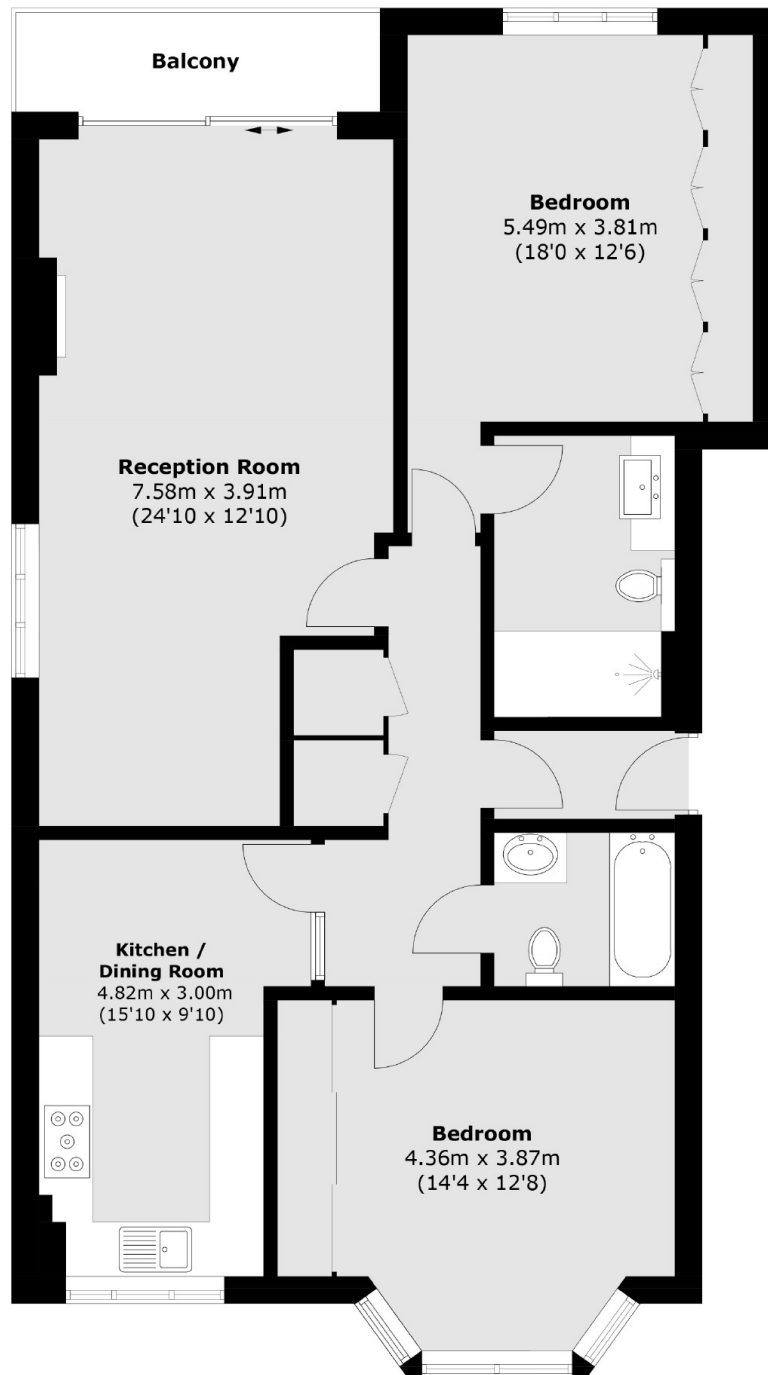 Balcony
Bedroom
5.49m x 3.81m
(18'0 x 12'6)
Reception Room
7.58m x 3.91m
(24'10 x 12'10)
Kitchen /
Dining Room
4.82m x 3.00m
(15'10 x 9'10)
Bedroom
4.36m x 3.87m
(14'4 x 12'8)